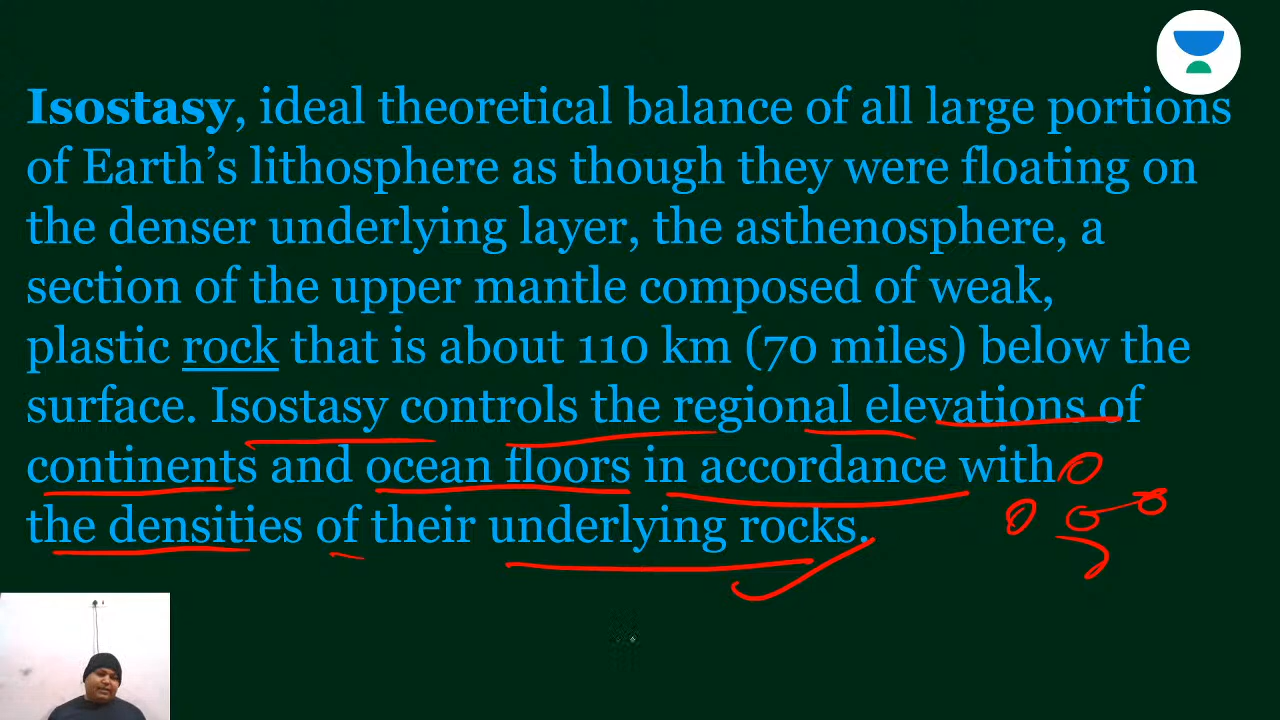 Isostasy, ideal theoretical balance of all large portions
of Earth’s lithosphere as though they were floating on
the denser underlying layer, the asthenosphere, a
section of the upper mantle composed of weak,
plastic rock that is about 110 km (70 miles) below the
surface. Isostasy controls the regional elevations of
continents and ocean floors in accordance with
the densities of their underlying rocks.